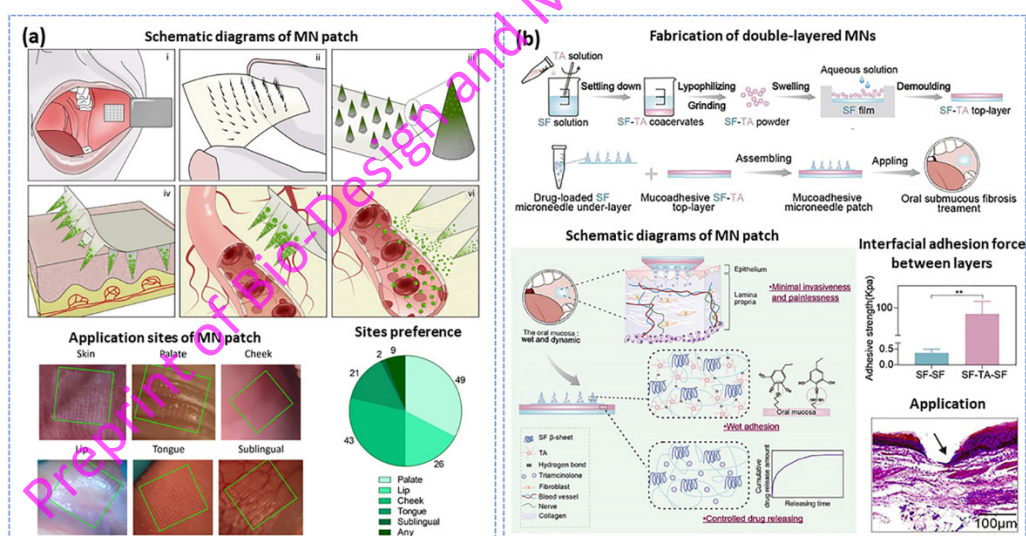 (a)
Schematic diagrams of MN patch
i
ii
iii
iv
v
vi
Application sites of MN patch
Skin
Palate
Cheek
Lip
Tongue
Sublingual
Sites preference
2
9
21
49
43
26
Palate
Lip
Cheek
Tongue
Sublingual
Any
(b)
Fabrication of double-layered MNs
TA solution
SF solution
Settling down
SF-TA coacervates
Lypophilizing
Grinding
SF-TA powder
Swelling
Aqueous solution
SF film
Demoulding
SF-TA top-layer
Drug-loaded SF
microneedle under-layer
+
Mucoadhesive SF-TA
top-layer
Assembling
Mucoadhesive
microneedle patch
Appling
Oral submucous fibrosis
treament
Schematic diagrams of MN patch
The oral mucosa :
wet and dynamic
Epithelium
Lamina
propria
•Minimal invasiveness
and painlessness
Oral mucosa
•Wet adhesion
SF β-sheet
TA
Hydrogen bond
Triamcinolone
Fibroblast
Blood vessel
Nerve
Collagen
Cumulative
drug release amount
Releasing time
•Controlled drug releasing
Interfacial adhesion force
between layers
Adhesive strength(Kpa)
100
0.5
0.0
**
SF-SF
SF-TA-SF
Application
100μm
Preprint of Bio-Design and M